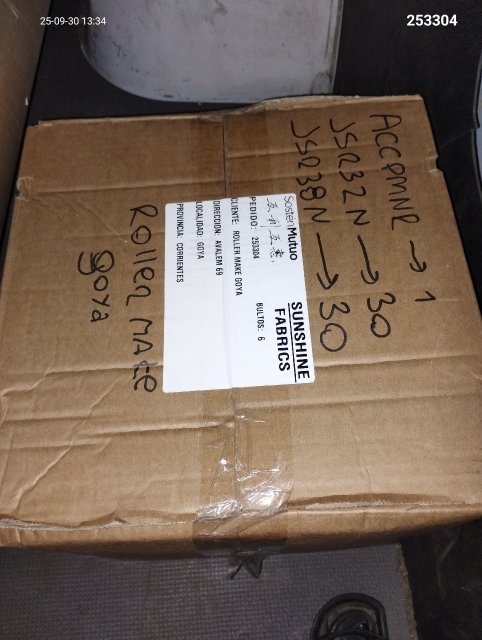 25-09-30 13:34
253304
ACCPMNR → 1
JSR32N → 30
JSR38N → 30
SosténMutuo
SUNSHINE
FABRICS
PEDIDO: 253304
BULTOS: 6
CLIENTE: ROLLER MAKE GOYA
DIRECCION: AVALEM 69
LOCALIDAD: GOYA
PROVINCIA: CORRIENTES
Roller MAKE
goya